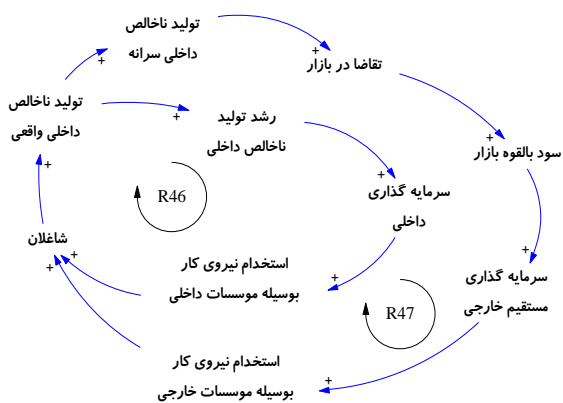 تولید ناخالص
داخلی سرانه
+
تقاضا در بازار
+
تولید ناخالص
داخلی واقعی
+
رشد تولید
ناخالص داخلی
+
سود بالقوه بازار
+
سرمایه گذاری
داخلی
+
R46
شاغلان
+
+
+
استخدام نیروی کار
بوسیله موسسات داخلی
+
سرمایه گذاری
مستقیم خارجی
+
R47
استخدام نیروی کار
بوسیله موسسات خارجی
+